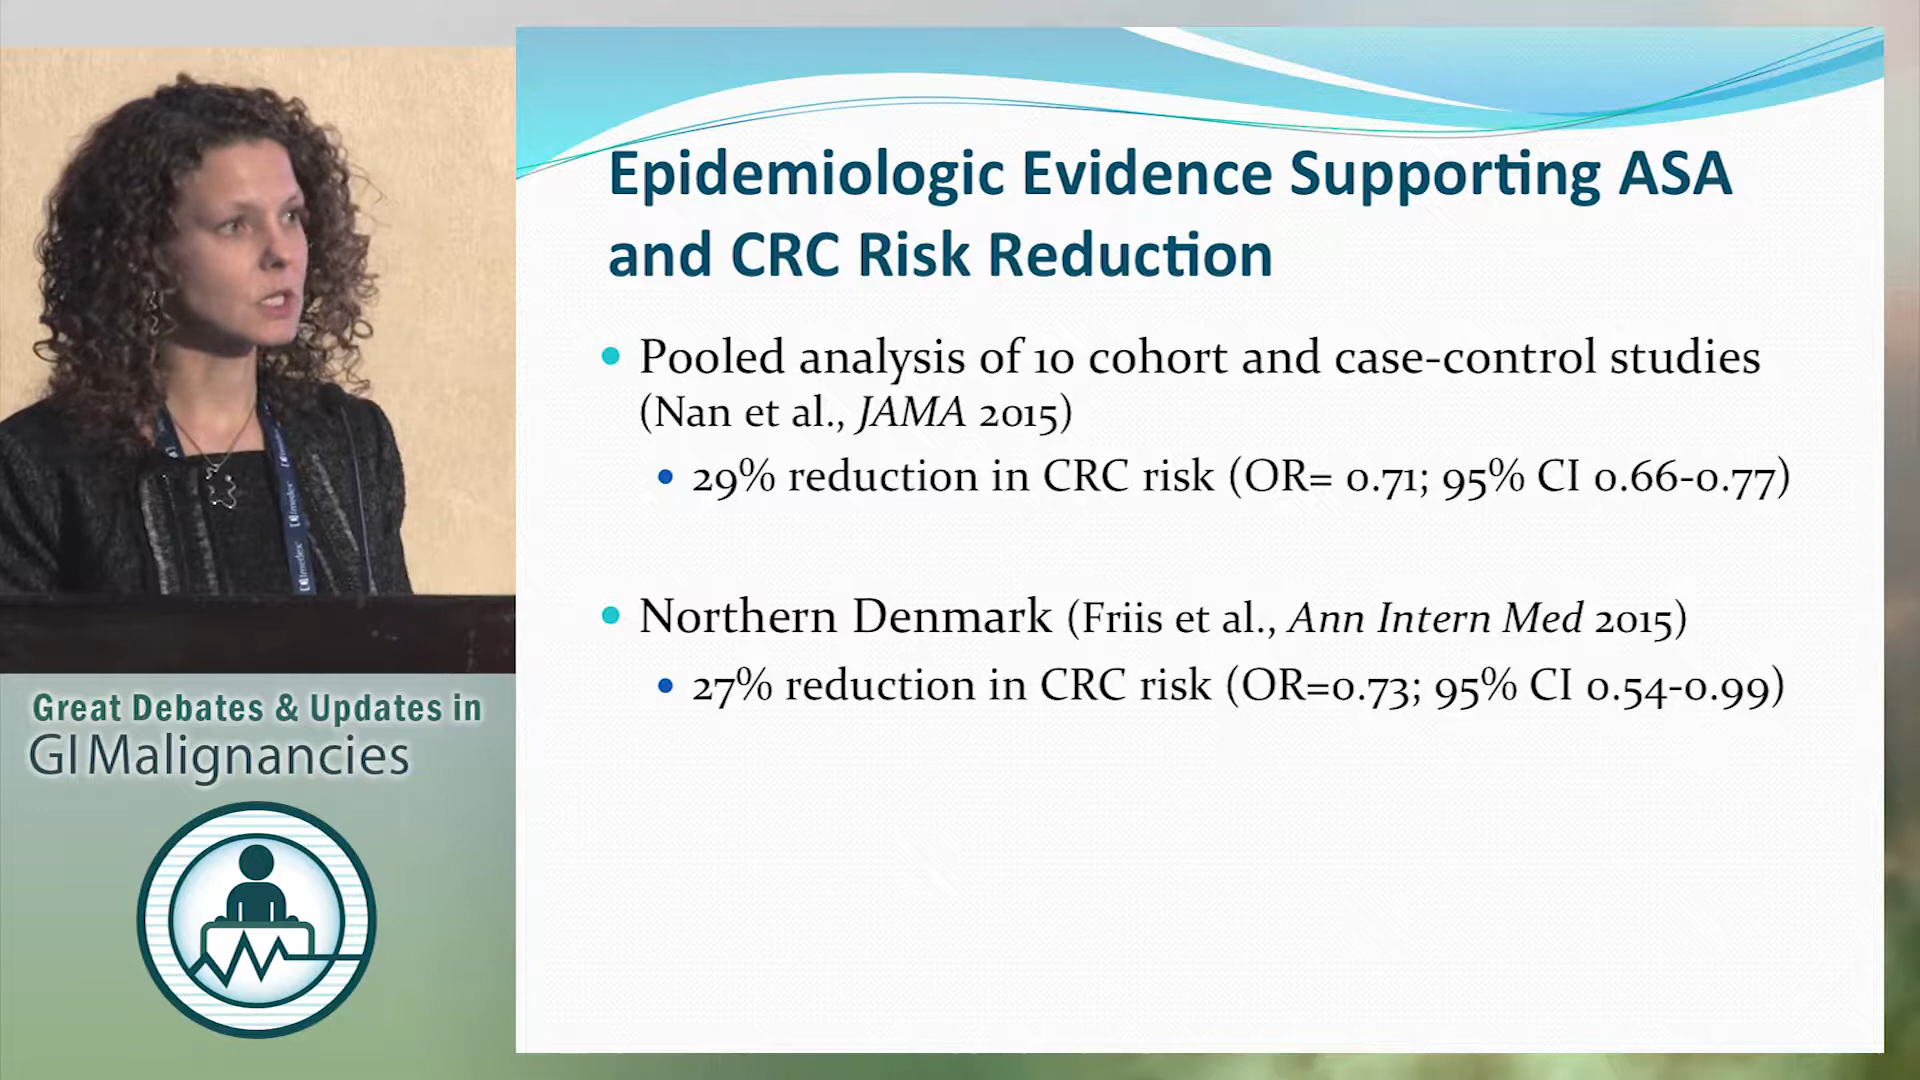 Epidemiologic Evidence Supporting ASA
and CRC Risk Reduction
Pooled analysis of 10 cohort and case-control studies
(Nan et al., JAMA 2015)
29% reduction in CRC risk (OR= 0.71; 95% CI 0.66-0.77)
Northern Denmark (Friis et al., Ann Intern Med 2015)
27% reduction in CRC risk (OR=0.73; 95% CI 0.54-0.99)
imedex
imedex
Great Debates & Updates in
GI Malignancies